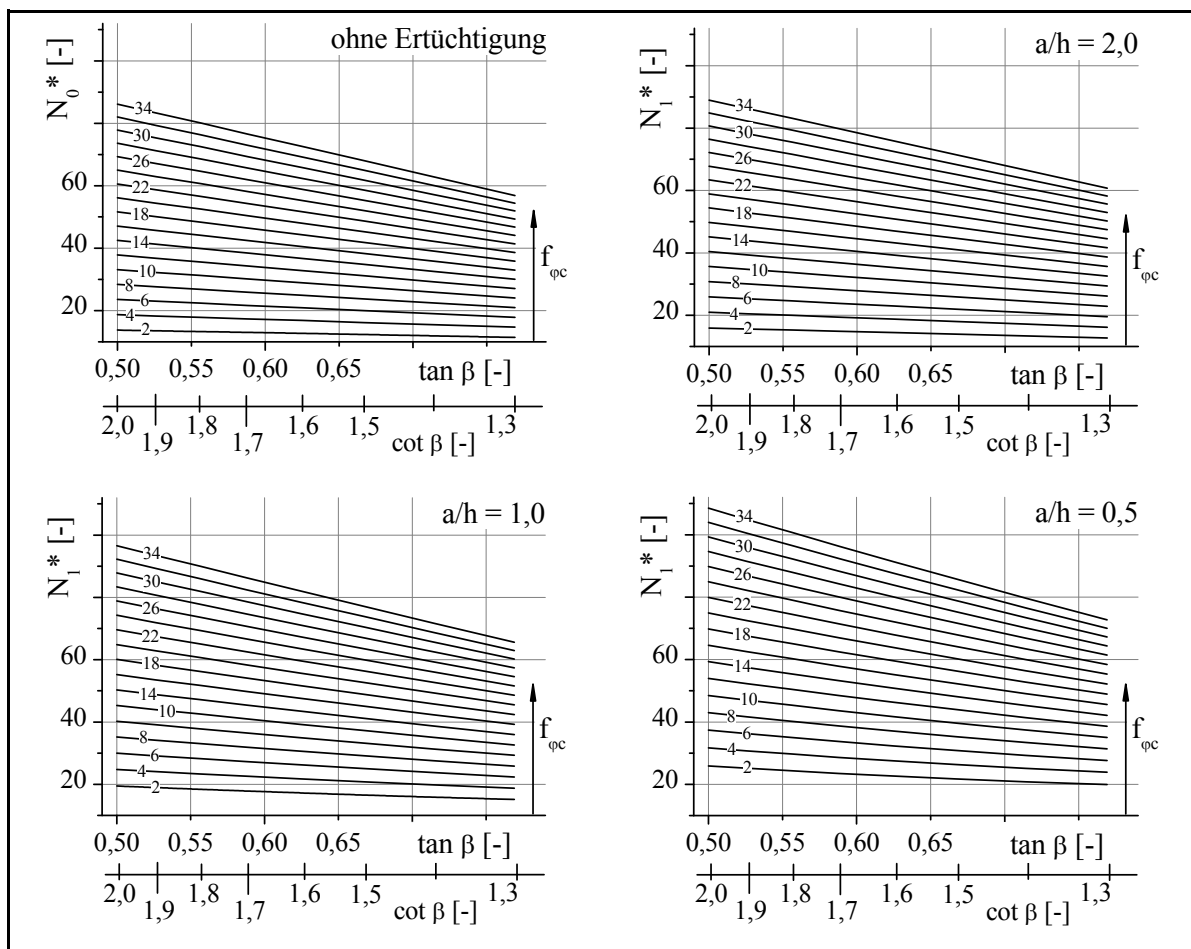 ohne Ertüchtigung
N₀* [-]
34
30
26
22
18
14
10
8
6
4
2
60
40
20
f_φc
0,50 0,55 0,60 0,65 tan β [-]
2,0 1,9 1,8 1,7 1,6 1,5 1,3
cot β [-]
a/h = 2,0
N₁* [-]
34
30
26
22
18
14
10
8
6
4
2
60
40
20
f_φc
0,50 0,55 0,60 0,65 tan β [-]
2,0 1,9 1,8 1,7 1,6 1,5 1,3
cot β [-]
a/h = 1,0
N₁* [-]
34
30
26
22
18
14
10
8
6
4
2
60
40
20
f_φc
0,50 0,55 0,60 0,65 tan β [-]
2,0 1,9 1,8 1,7 1,6 1,5 1,3
cot β [-]
a/h = 0,5
N₁* [-]
34
30
26
22
18
14
10
8
6
4
2
60
40
20
f_φc
0,50 0,55 0,60 0,65 tan β [-]
2,0 1,9 1,8 1,7 1,6 1,5 1,3
cot β [-]